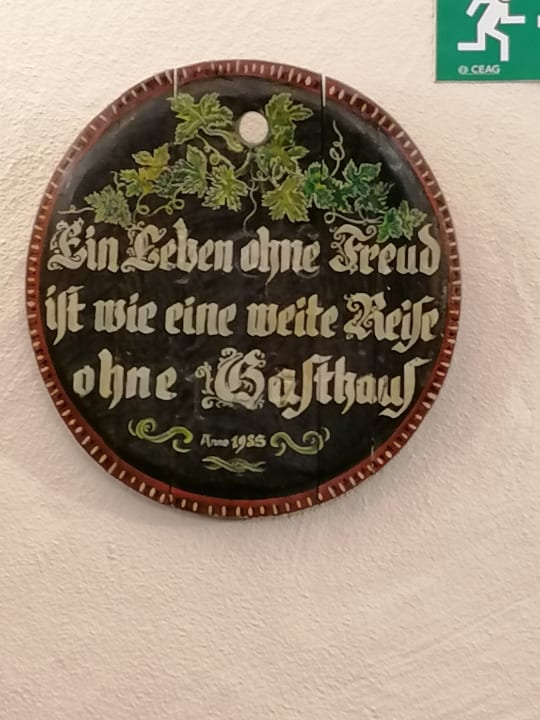 © CEAG
Ein Leben ohne Freud
iſt wie eine weite Reiſe
ohne Gaſthauſ
Anno 1985